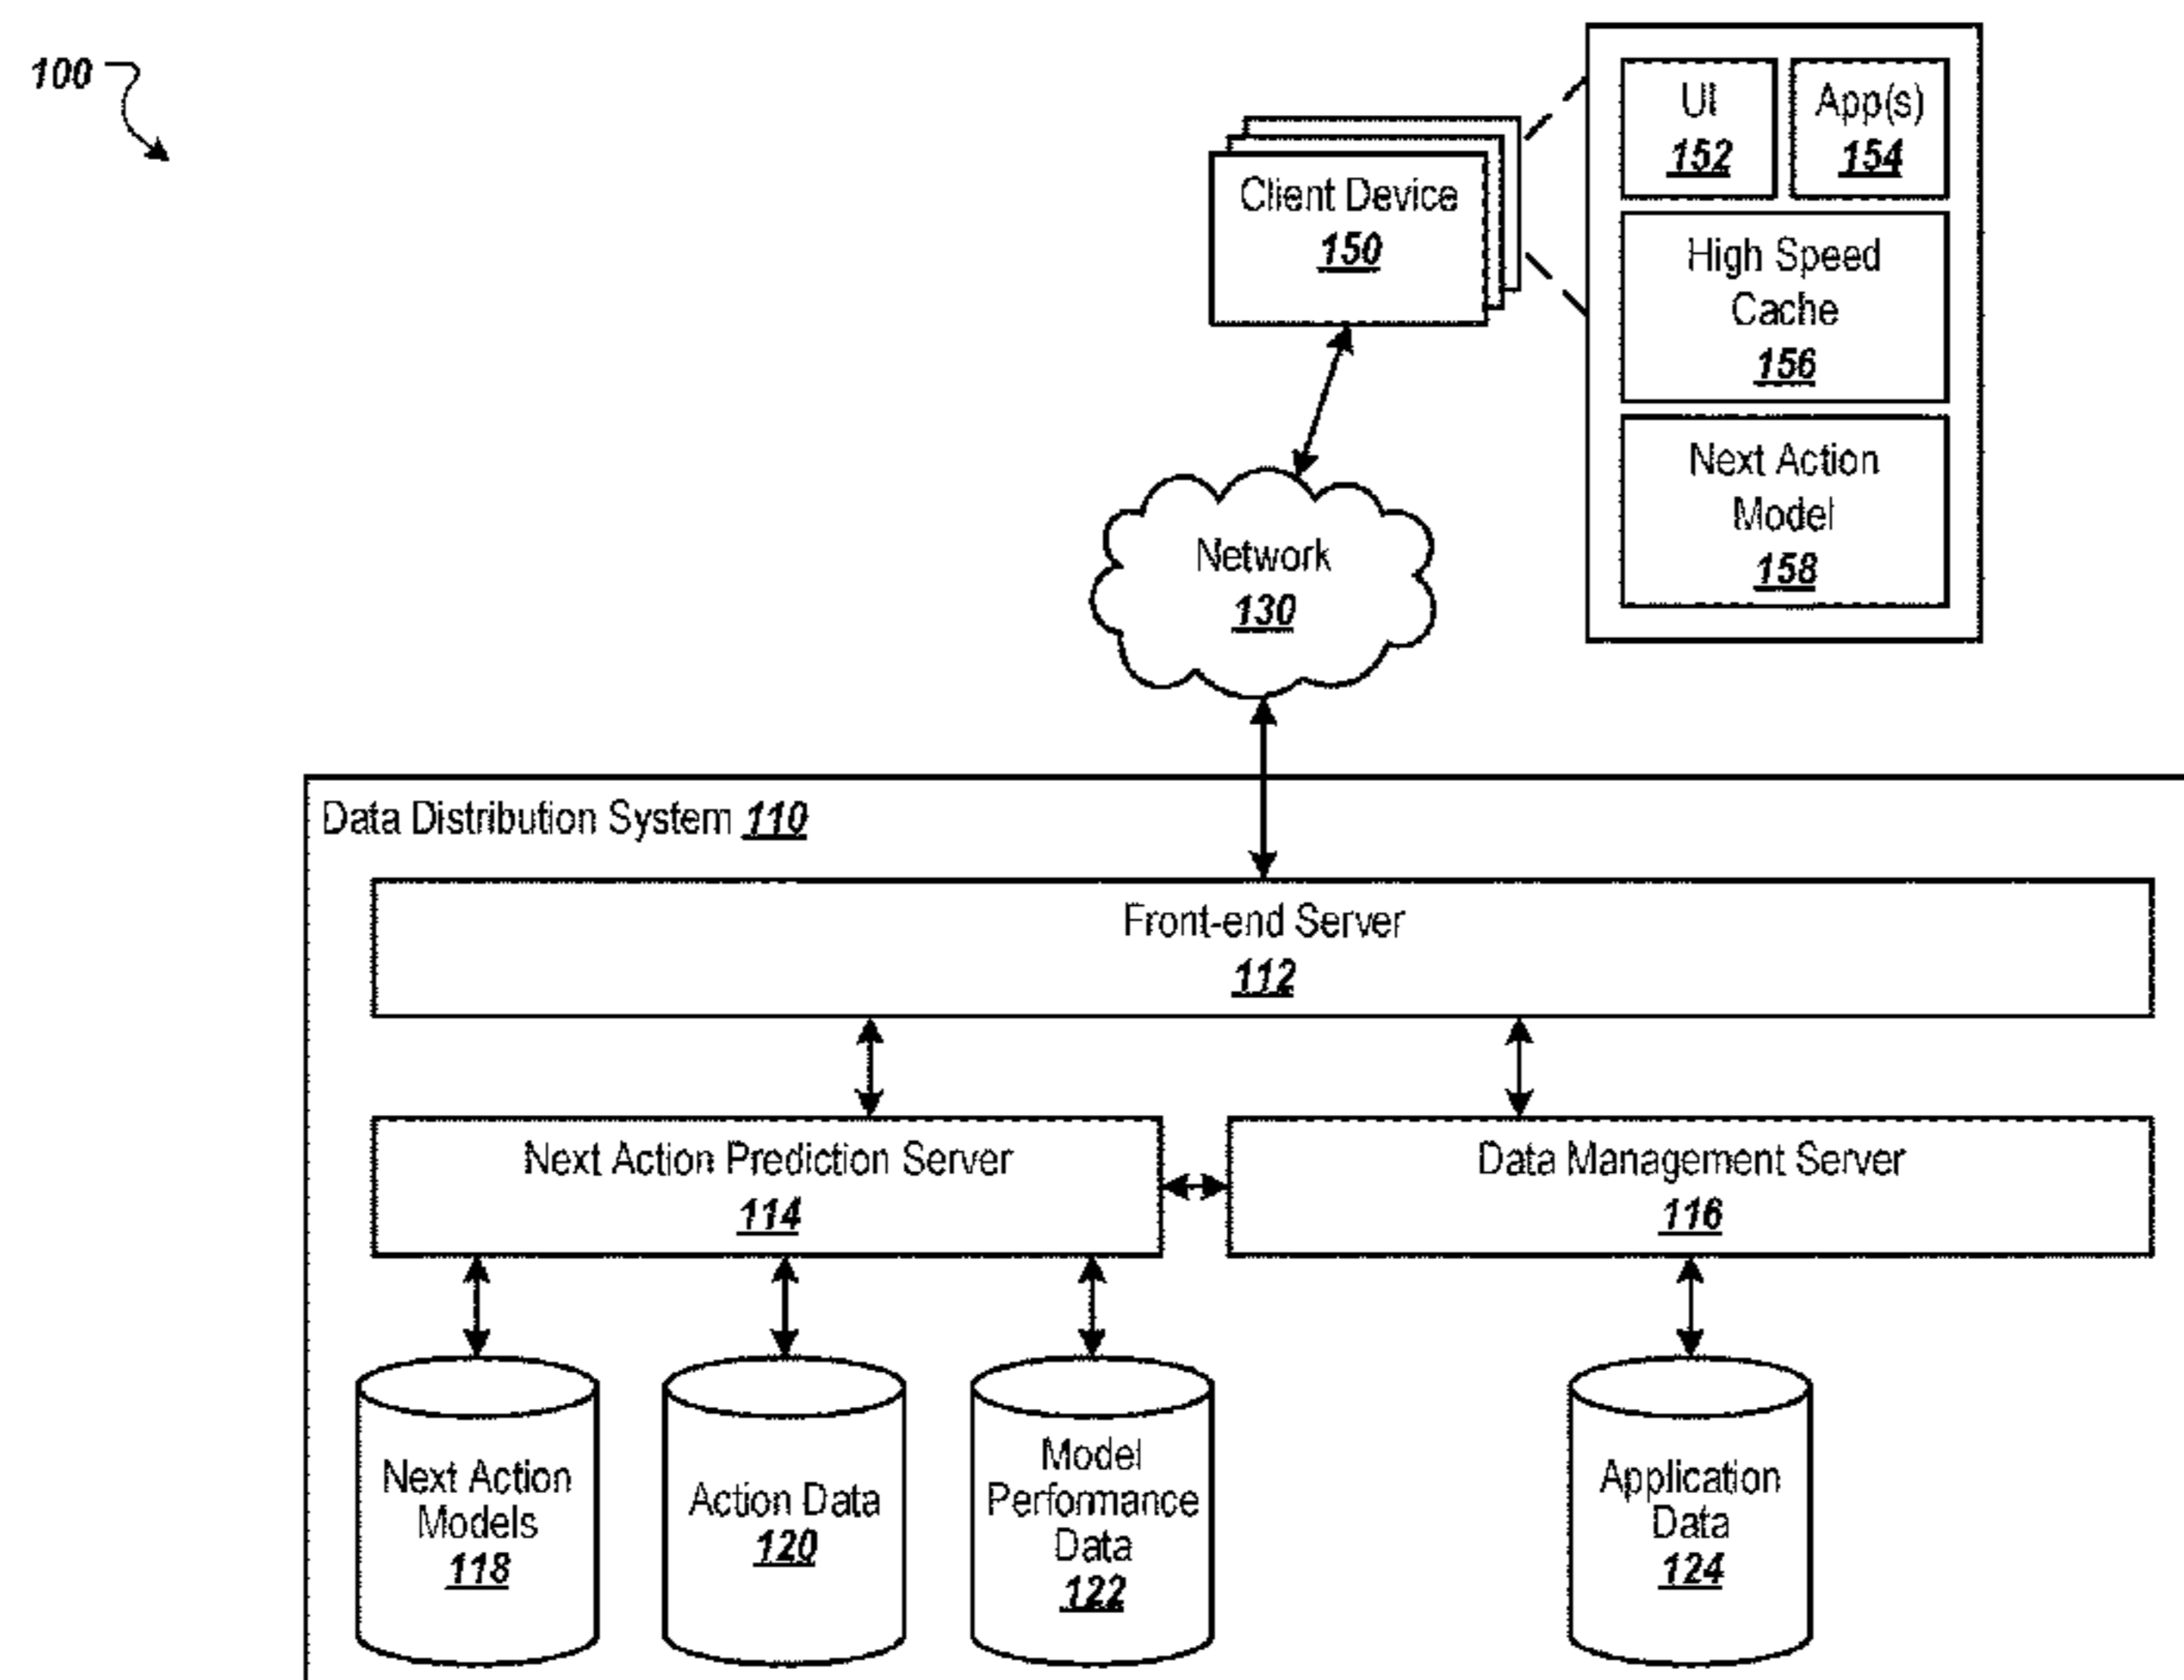 100
UI
152
App(s)
154
Client Device
150
High Speed
Cache
156
Next Action
Model
158
Network
130
Data Distribution System 110
Front-end Server
112
Next Action Prediction Server
114
Data Management Server
116
Next Action
Models
118
Action Data
120
Model
Performance
Data
122
Application
Data
124